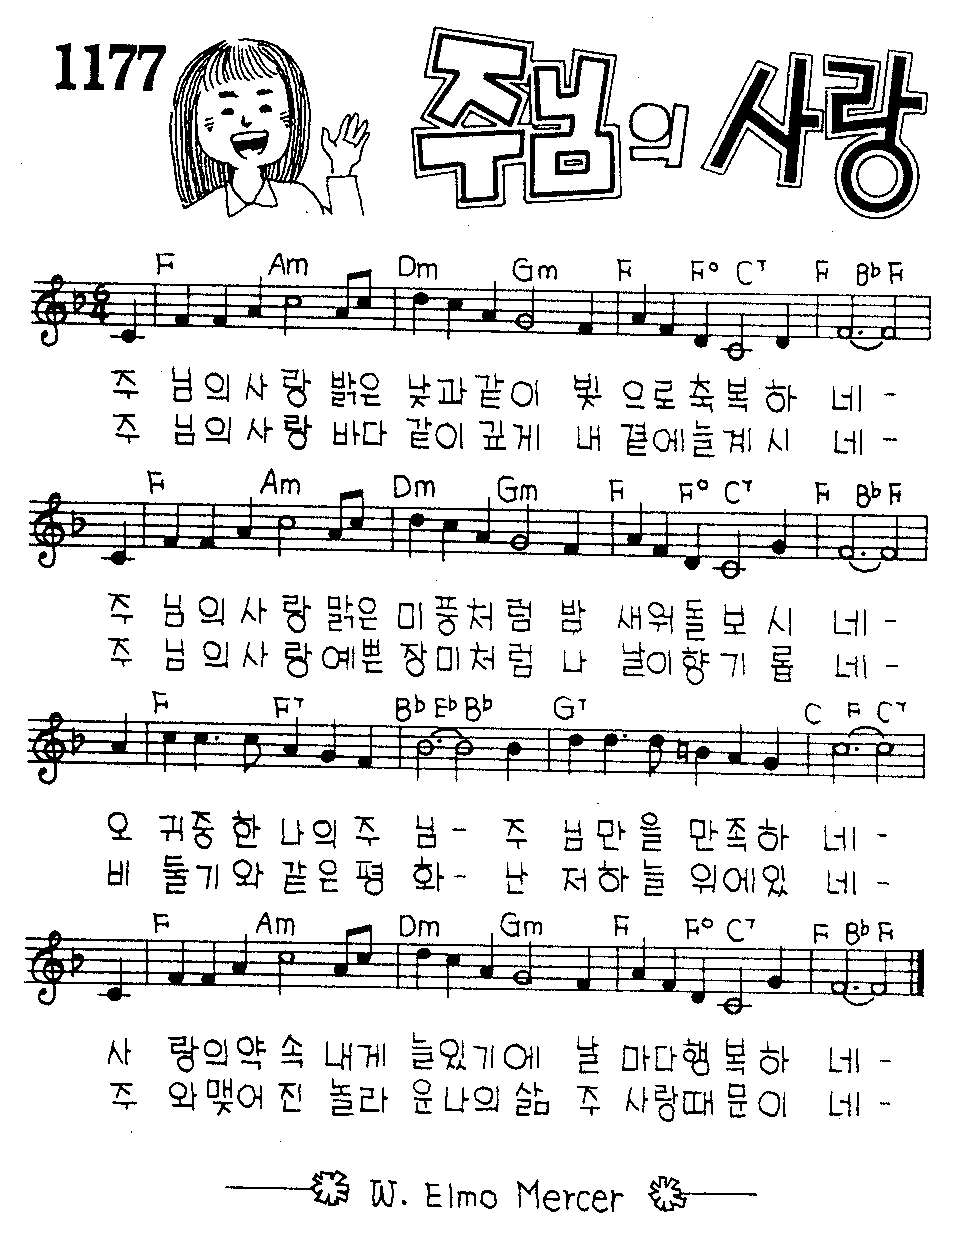 1177
주님의 사랑
F Am Dm Gm F F° C7 F Bb F
주 님의사랑 밝은 낮과같이 빛 으로축복하 네-
주 님의사랑 바다 같이깊게 내 곁에늘계시 네-
F Am Dm Gm F F° C7 F Bb F
주 님의사랑 맑은 미풍처럼 밤 새워돌보시 네-
주 님의사랑예쁜 장미처럼 나 날이향기롭 네-
F F7 Bb Eb Bb G7 C F C7
오 귀중한나의주 님- 주 님만을 만족하 네-
비 둘기와같은평 화- 난 저하늘 위에있 네-
F Am Dm Gm F F° C7 F Bb F
사 랑의약속 내게 늘있기에 날 마다행복하 네-
주 와맺어진 놀라 운나의삶 주 사랑때문이 네-
W. Elmo Mercer